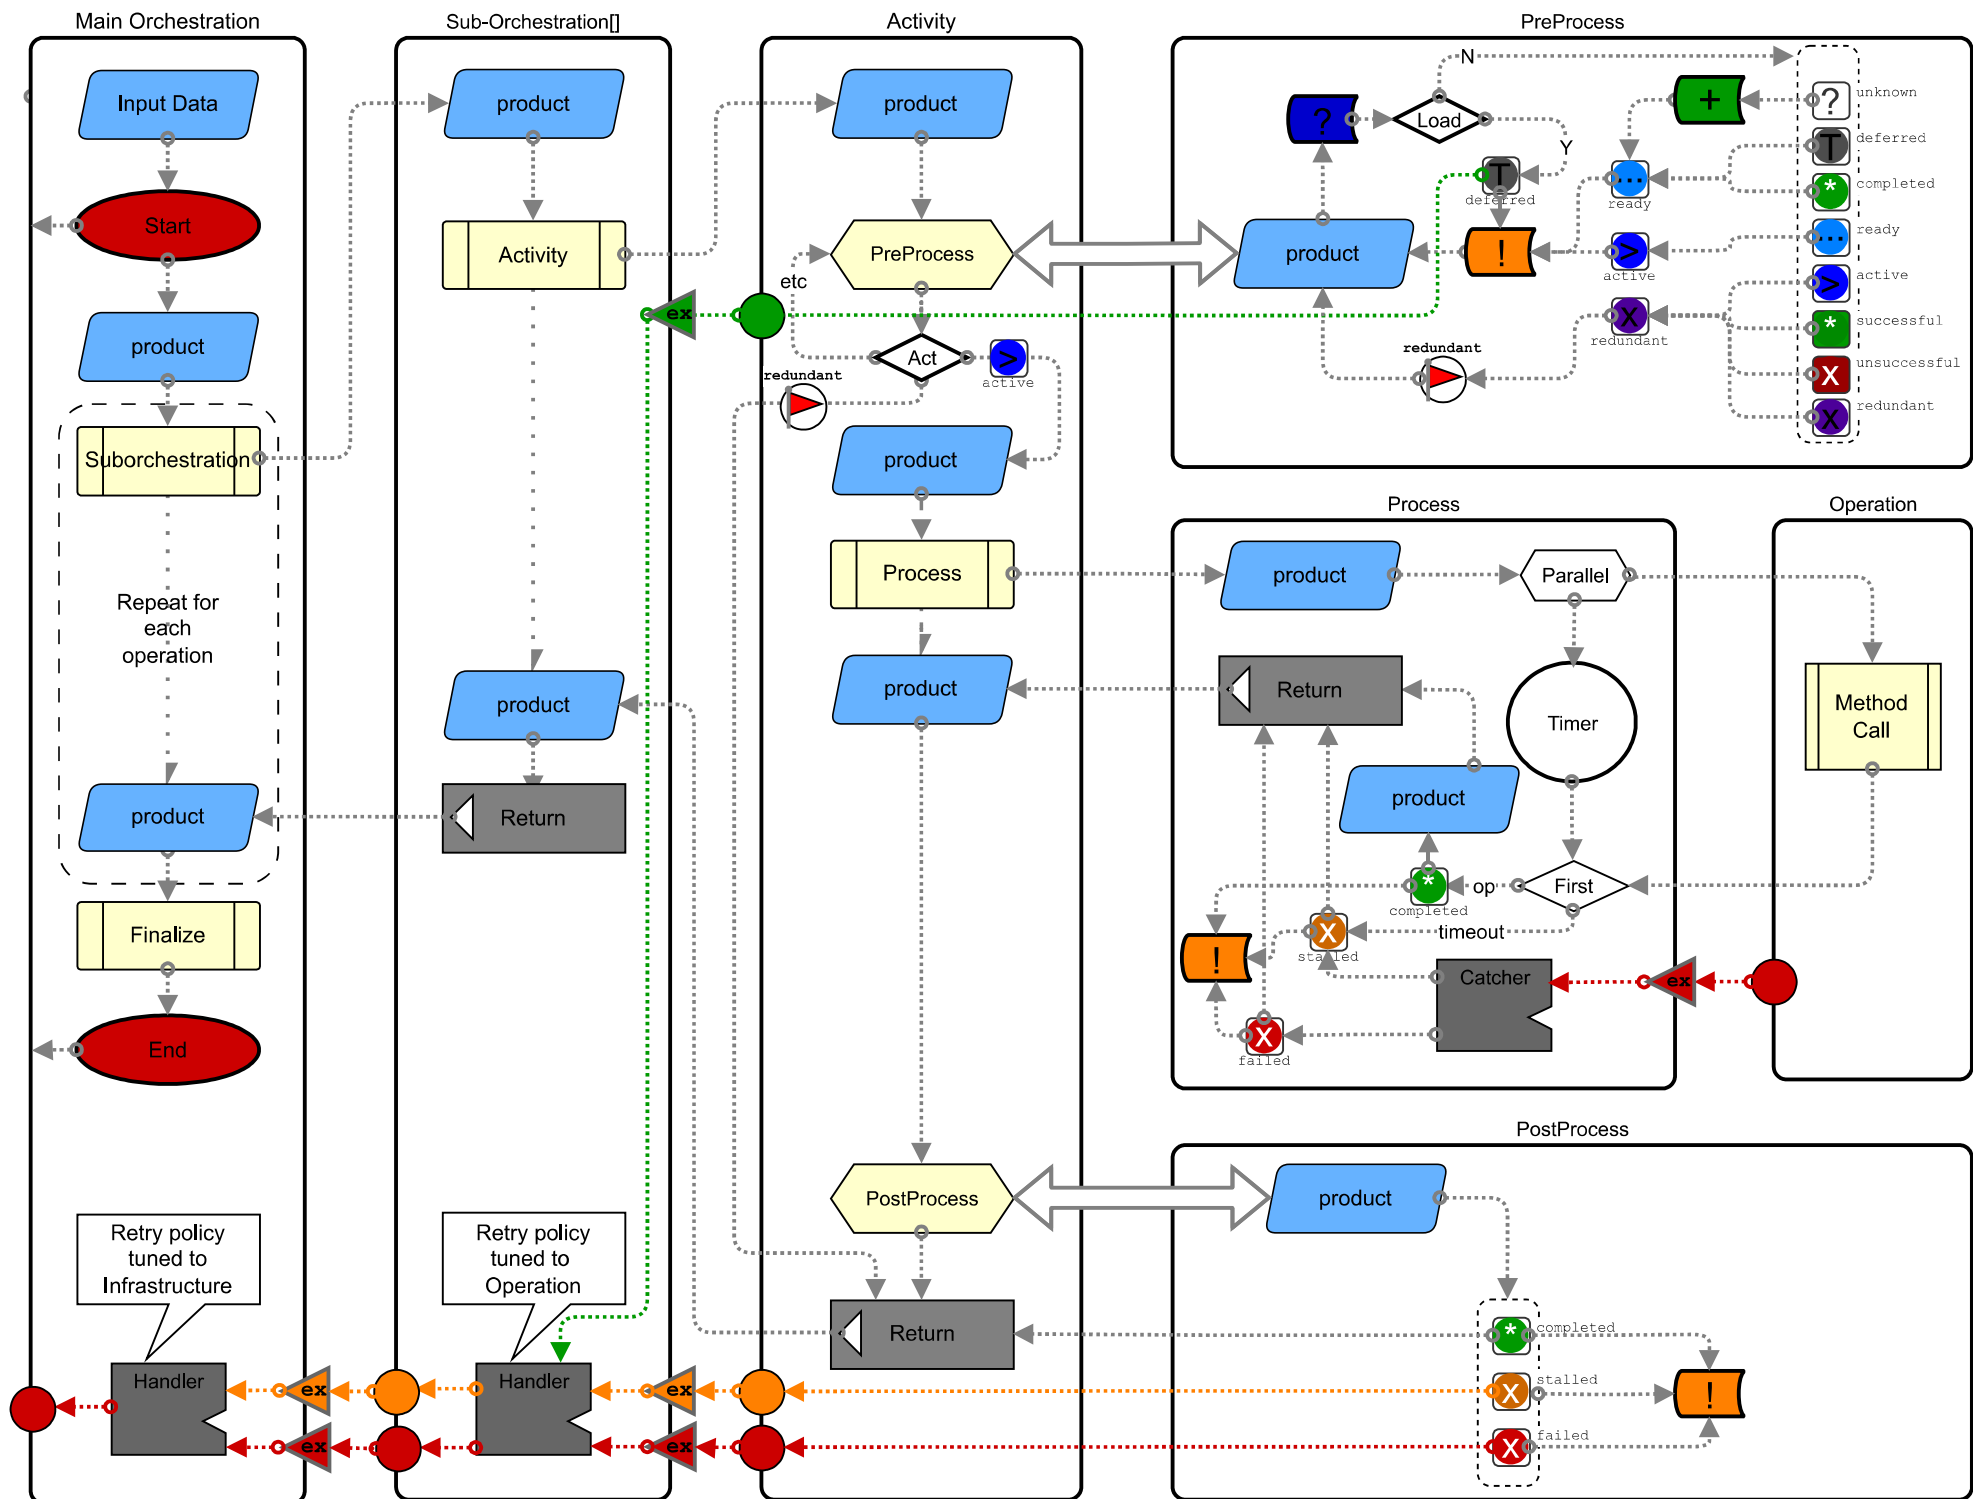 Main Orchestration
Input Data
Start
product
Suborchestration
Repeat for
each
operation
product
Finalize
End
Retry policy
tuned to
Infrastructure
Handler
ex
ex
Sub-Orchestration[]
product
Activity
ex
product
Return
Retry policy
tuned to
Operation
Handler
ex
ex
Activity
product
PreProcess
etc
Act
>
active
redundant
product
Process
product
PostProcess
Return
PreProcess
N
?
Load
Y
T
deferred
product
!
redundant
+
...
ready
>
active
x
redundant
?
unknown
T
deferred
*
completed
...
ready
>
active
*
successful
x
unsuccessful
x
redundant
Process
product
Parallel
Return
Timer
product
*
completed
op
First
x
stalled
timeout
!
Catcher
ex
x
failed
Operation
Method
Call
PostProcess
product
*
completed
x
stalled
!
x
failed